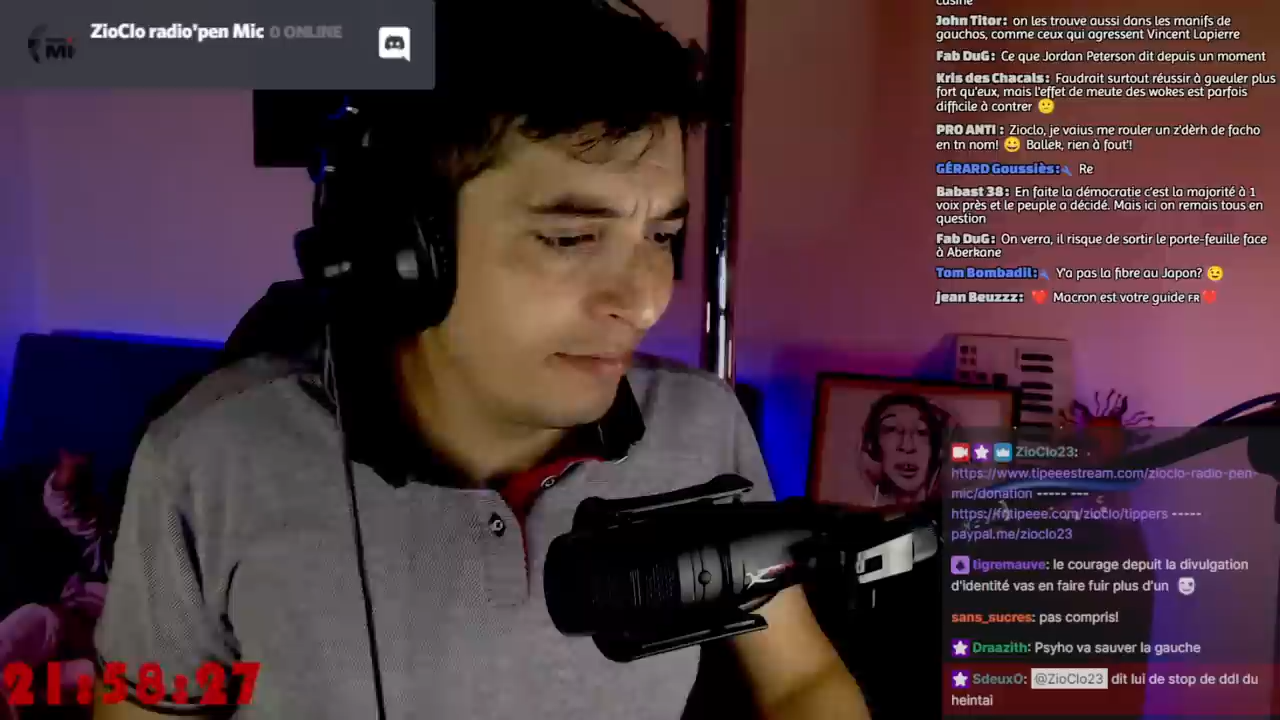 ZioClo radio'pen Mic 0 ONLINE
MI
casine
John Titor: on les trouve aussi dans les manifs de
gauchos, comme ceux qui agressent Vincent Lapierre
Fab DuG: Ce que Jordan Peterson dit depuis un moment
Kris des Chacals: Faudrait surtout réussir à gueuler plus
fort qu'eux, mais l'effet de meute des wokes est parfois
difficile à contrer 😕
PRO ANTI: Zioclo, je vaius me rouler un z'dèrh de facho
en tn nom! 😀 Ballek, rien à fout'!
GÉRARD Goussiès: Re
Babast 38: En faite la démocratie c'est la majorité à 1
voix près et le peuple a décidé. Mais ici on remais tous en
question
Fab DuG: On verra, il risque de sortir le porte-feuille face
à Aberkane
Tom Bombadil: Y'a pas la fibre au Japon? 😉
jean Beuzzz: ❤️ Macron est votre guide FR❤️
ZioClo23: .
https://www.tipeeestream.com/zioclo-radio-pen-
mic/donation ----- ---
https://fr.tipeee.com/zioclo/tippers -----
paypal.me/zioclo23
tigremauve: le courage depuit la divulgation
d'identité vas en faire fuir plus d'un
sans_sucres: pas compris!
Draazith: Psyho va sauver la gauche
SdeuxO: @ZioClo23 dit lui de stop de ddl du
heintai
21:58:27